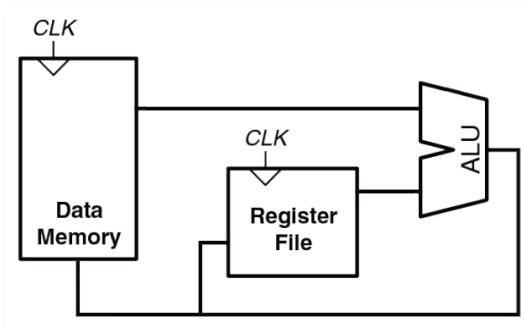 CLK
CLK
ALU
Data
Memory
Register
File